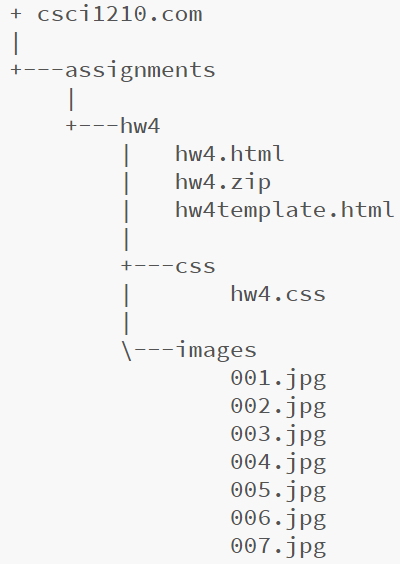 + csci1210.com
|
+---assignments
    |
    +---hw4
        |   hw4.html
        |   hw4.zip
        |   hw4template.html
        |
        +---css
        |       hw4.css
        |
        \---images
                001.jpg
                002.jpg
                003.jpg
                004.jpg
                005.jpg
                006.jpg
                007.jpg